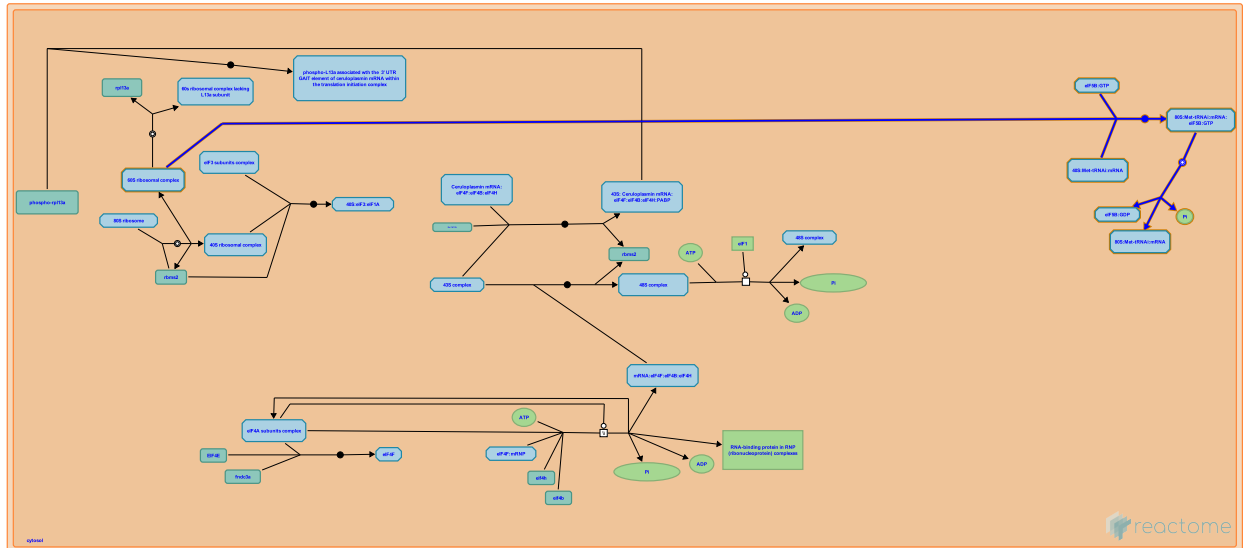 phospho-L13a associated wth the 3' UTR
GAIT element of ceruloplasmin mRNA within
the translation initiation complex
rpl13a
60s ribosomal complex lacking
L13a subunit
eIF5B:GTP
80S:Met-tRNAi:mRNA:
eIF5B:GTP
eIF3 subunits complex
40S:Met-tRNAi:mRNA
60S ribosomal complex
Ceruloplasmin mRNA:
eIF4F:eIF4B:eIF4H
43S: Ceruloplasmin mRNA:
eIF4F:eIF4B:eIF4H:PABP
phospho-rpl13a
40S:eIF3:eIF1A
eIF5B:GDP
Pi
80S ribosome
80S:Met-tRNAi:mRNA
40S ribosomal complex
eIF1
48S complex
ATP
rbms2
rbms2
43S complex
48S complex
Pi
ADP
mRNA:eIF4F:eIF4B:eIF4H
ATP
eIF4A subunits complex
RNA-binding protein in RNP
(ribonucleoprotein) complexes
EIF4E
eIF4F
eIF4F:mRNP
ADP
Pi
fndc3a
eif4h
eif4b
reactome
cytosol